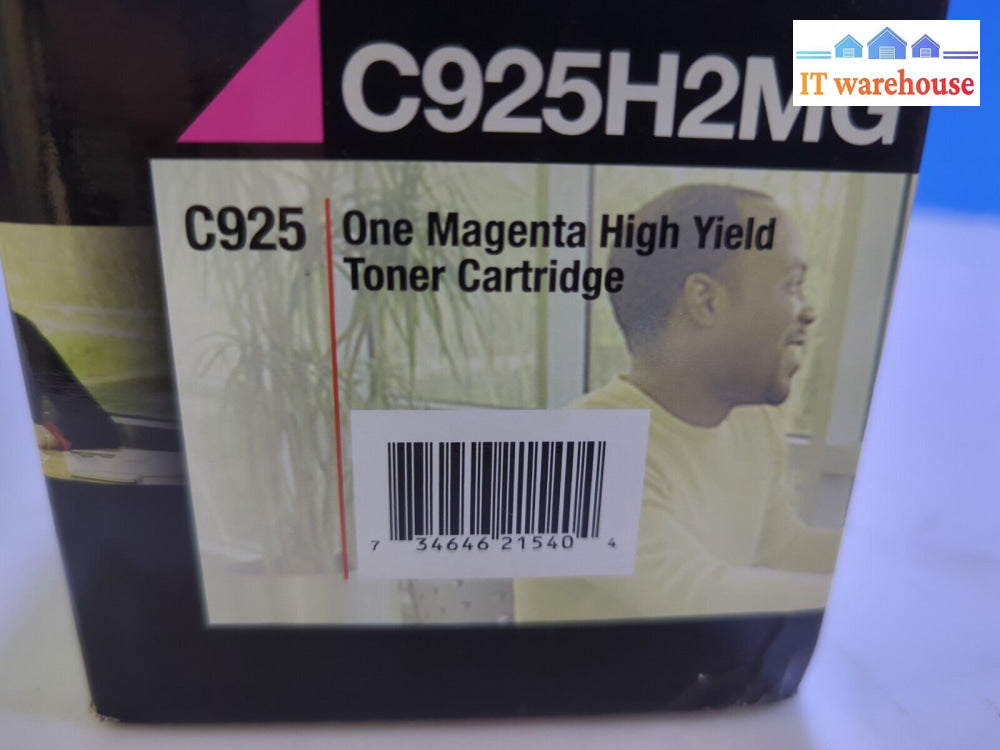 C925H2MG
IT warehouse
C925
One Magenta High Yield
Toner Cartridge
7 34646 21540 4